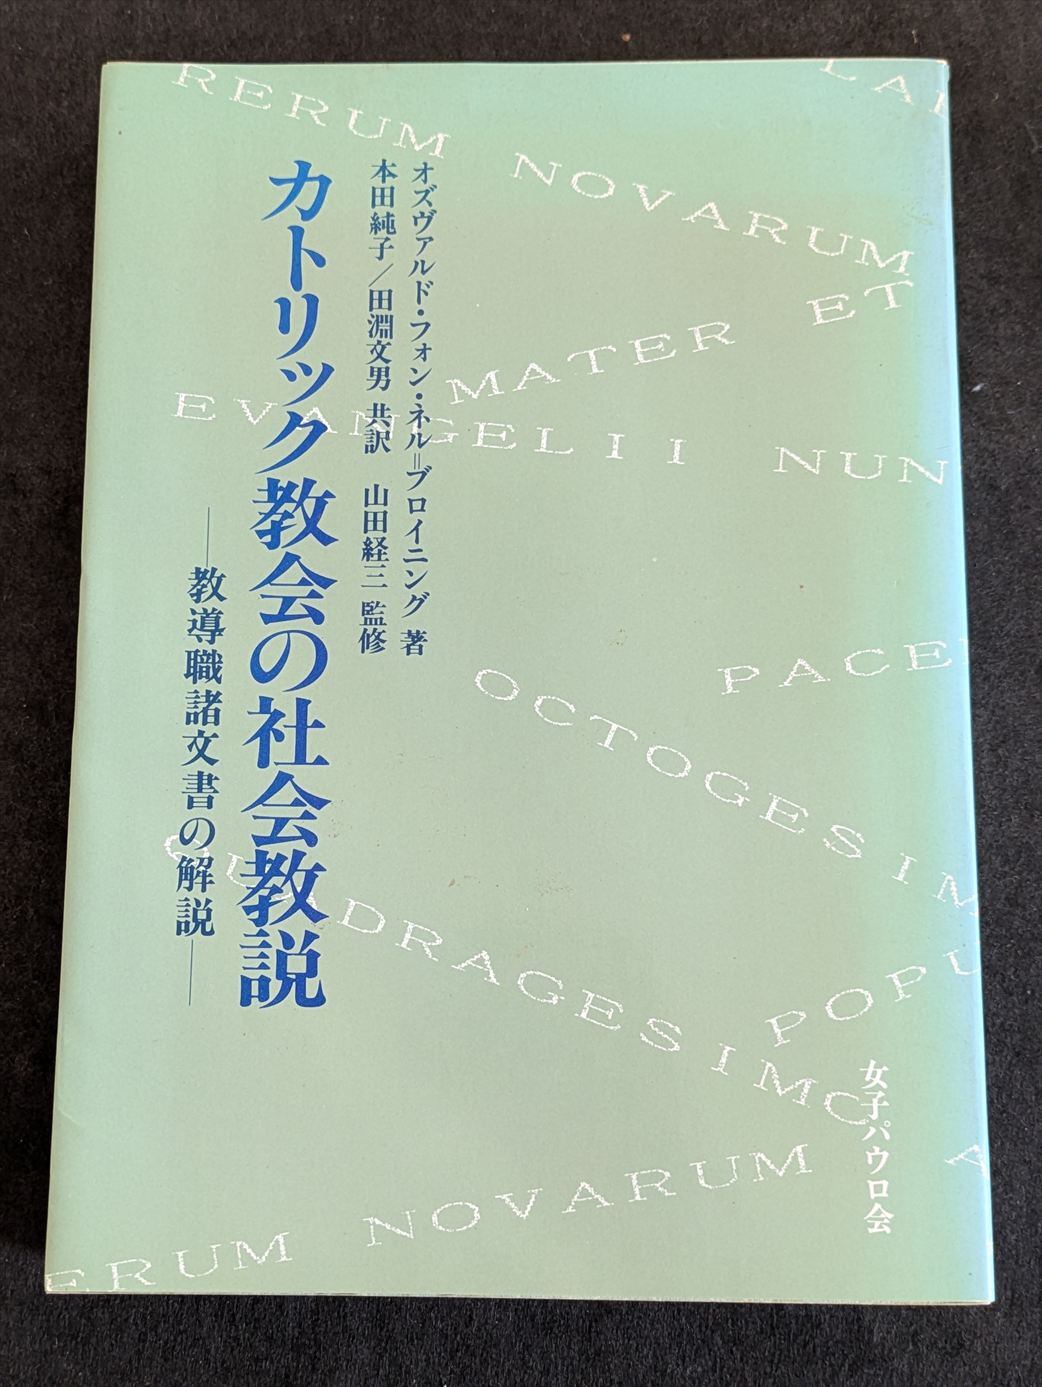 RERUM NOVARUM
LA
オズヴァルド・フォン・ネル=ブロイニング 著
本田純子／田淵文男 共訳 山田経三 監修
カトリック教会の社会教説
―教導職諸文書の解説―
MATER ET
EVANGELII NUN
PACE
OCTOGESIM
QUADRAGESIMO
POPU
女子パウロ会
A
ERUM NOVARUM